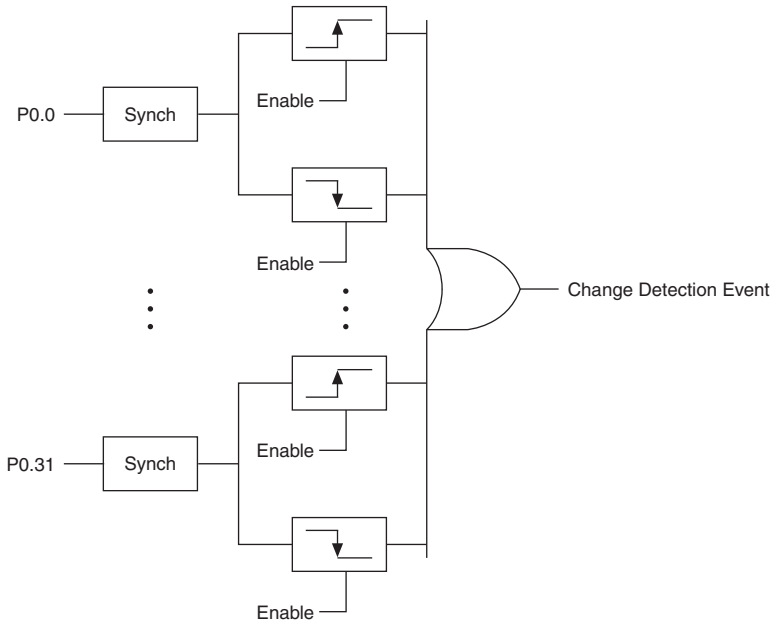 Enable
P0.0
Synch
Enable
Change Detection Event
Enable
P0.31
Synch
Enable